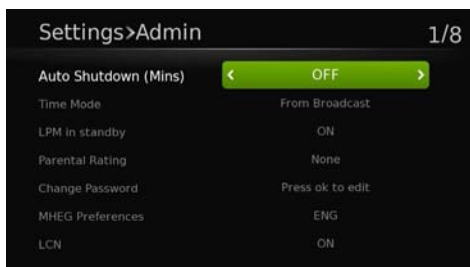 Settings>Admin 1/8
Auto Shutdown (Mins) < OFF >
Time Mode From Broadcast
LPM in standby ON
Parental Rating None
Change Password Press ok to edit
MHEG Preferences ENG
LCN ON